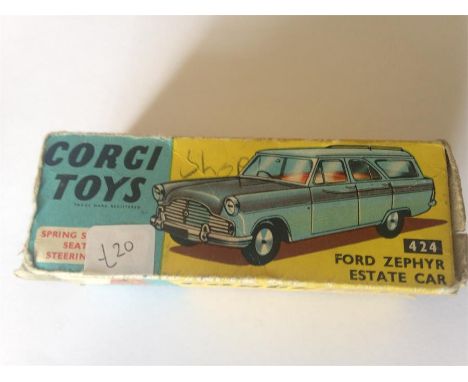 CORGI
TOYS
TRADE MARK REGISTERED
Shop
SPRING S
SEAT
STEERIN
£20
424
FORD ZEPHYR
ESTATE CAR